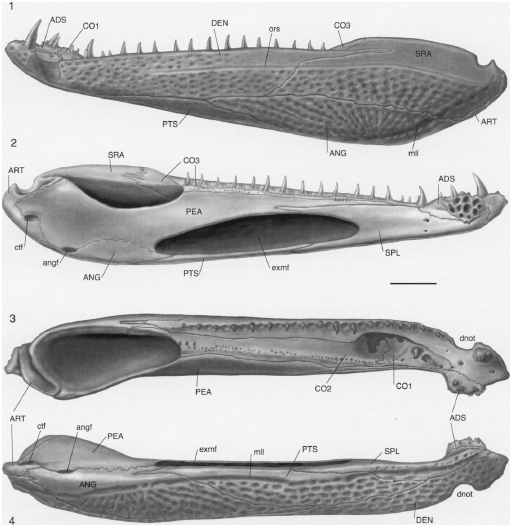 1
ADS
CO1
DEN
ors
CO3
SRA
PTS
ANG
mll
ART
2
SRA
CO3
ART
ADS
PEA
ctf
angf
ANG
PTS
exmf
SPL
3
dnot
PEA
CO2
CO1
ART
ADS
ctf
angf
PEA
exmf
mll
PTS
SPL
ANG
dnot
DEN
4